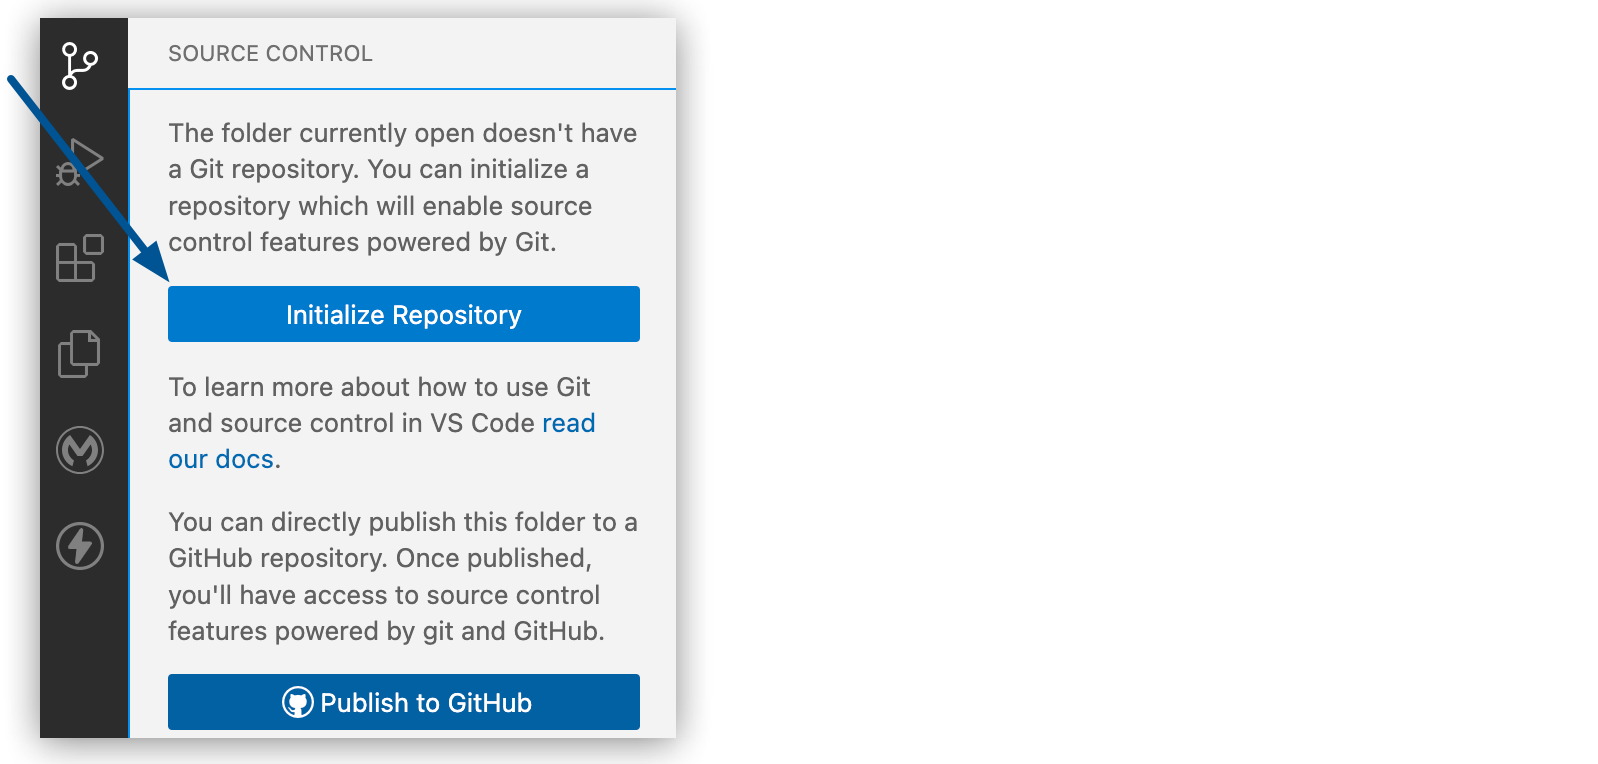 SOURCE CONTROL
The folder currently open doesn't have
a Git repository. You can initialize a
repository which will enable source
control features powered by Git.
Initialize Repository
To learn more about how to use Git
and source control in VS Code read
our docs.
You can directly publish this folder to a
GitHub repository. Once published,
you'll have access to source control
features powered by git and GitHub.
Publish to GitHub